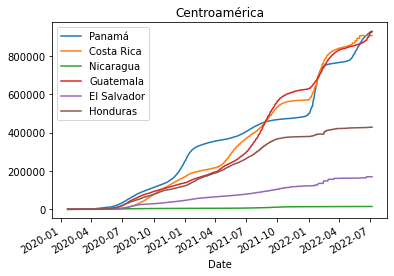 Centroamérica
Panamá
Costa Rica
Nicaragua
Guatemala
El Salvador
Honduras
800000
600000
400000
200000
0
2020-01
2020-04
2020-07
2020-10
2021-01
2021-04
2021-07
2021-10
2022-01
2022-04
2022-07
Date